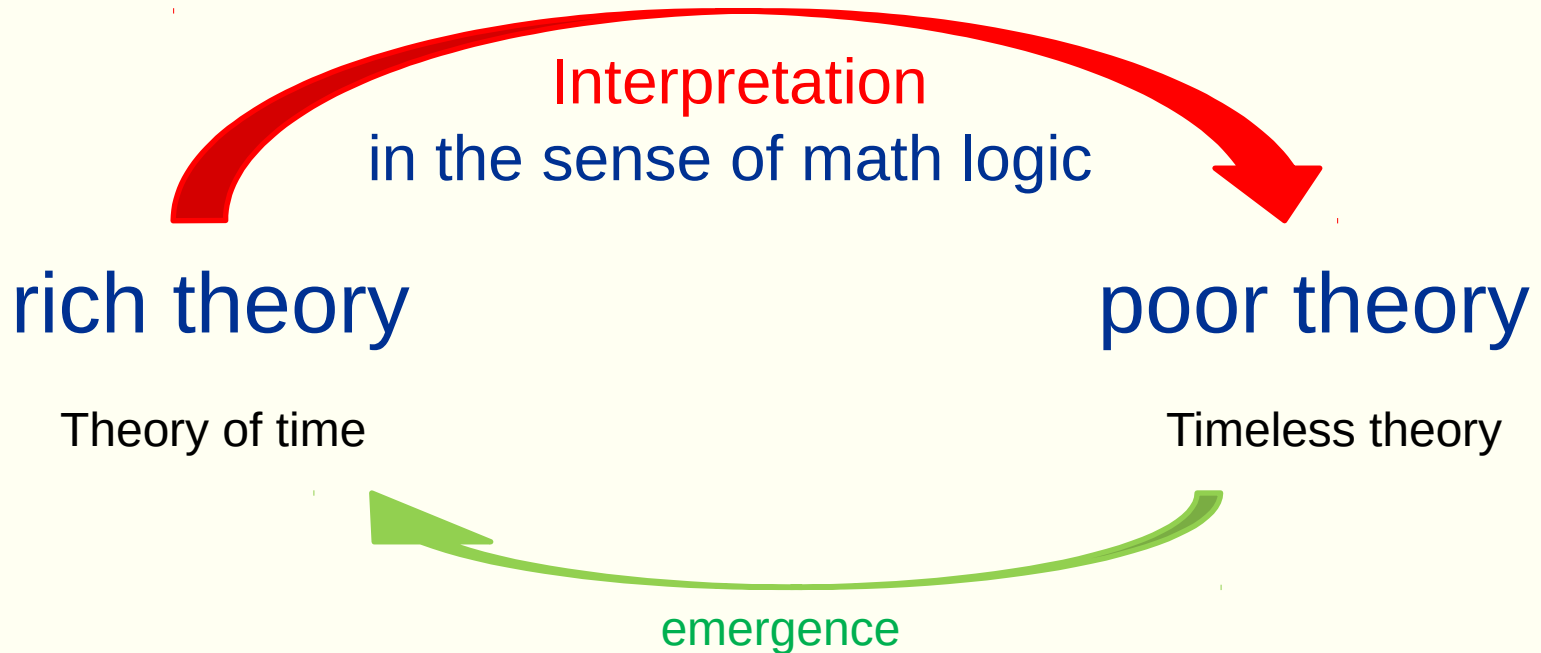 Interpretation
in the sense of math logic
rich theory
poor theory
Theory of time
Timeless theory
emergence